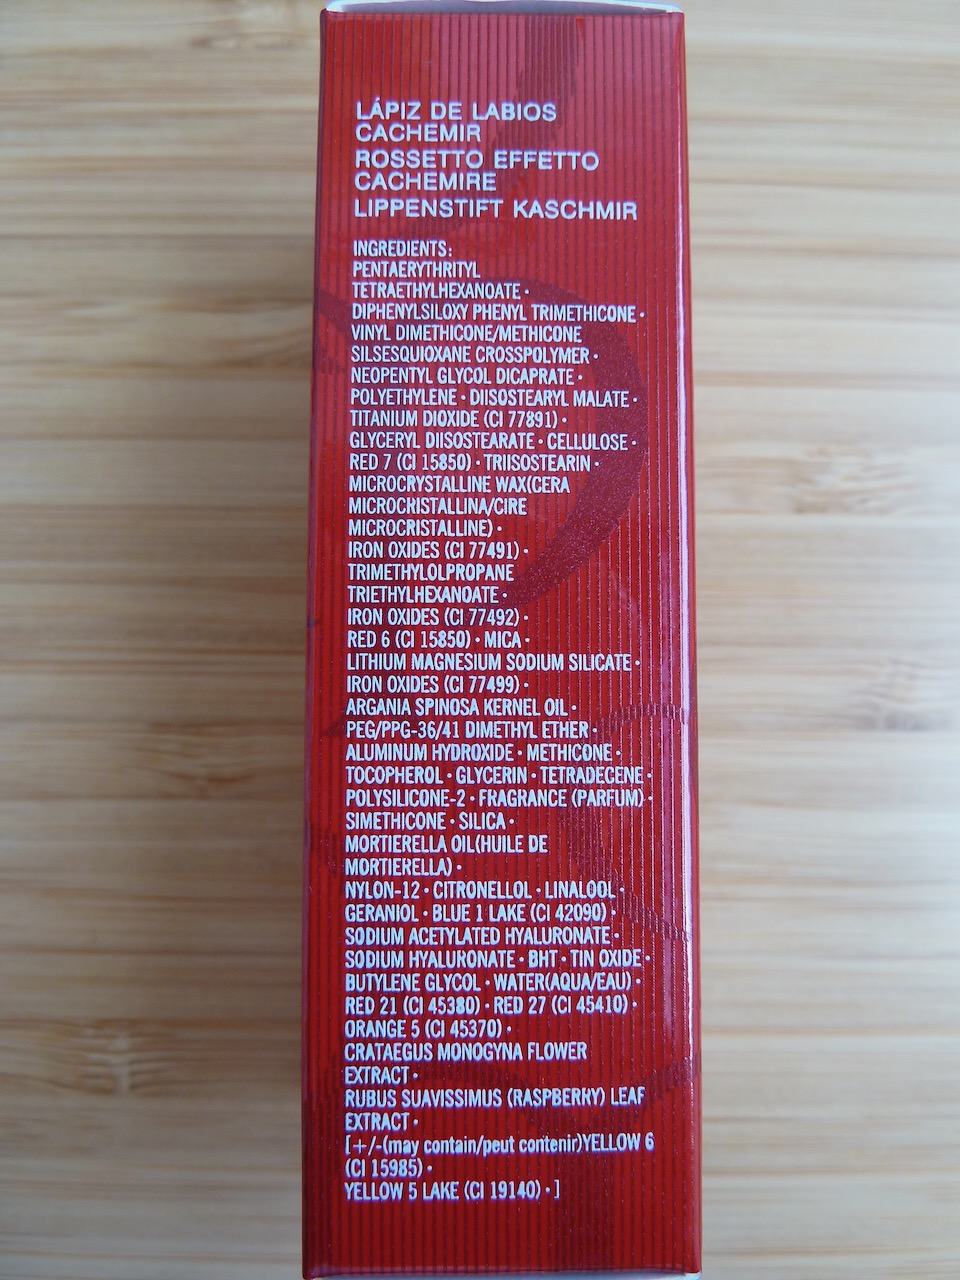 LÁPIZ DE LABIOS
CACHEMIR
ROSSETTO EFFETTO
CACHEMIRE
LIPPENSTIFT KASCHMIR
INGREDIENTS:
PENTAERYTHRITYL
TETRAETHYLHEXANOATE •
DIPHENYLSILOXY PHENYL TRIMETHICONE •
VINYL DIMETHICONE/METHICONE
SILSESQUIOXANE CROSSPOLYMER •
NEOPENTYL GLYCOL DICAPRATE •
POLYETHYLENE • DIISOSTEARYL MALATE •
TITANIUM DIOXIDE (CI 77891) •
GLYCERYL DIISOSTEARATE • CELLULOSE •
RED 7 (CI 15850) • TRIISOSTEARIN •
MICROCRYSTALLINE WAX(CERA
MICROCRISTALLINA/CIRE
MICROCRISTALLINE) •
IRON OXIDES (CI 77491) •
TRIMETHYLOLPROPANE
TRIETHYLHEXANOATE •
IRON OXIDES (CI 77492) •
RED 6 (CI 15850) • MICA •
LITHIUM MAGNESIUM SODIUM SILICATE •
IRON OXIDES (CI 77499) •
ARGANIA SPINOSA KERNEL OIL •
PEG/PPG-36/41 DIMETHYL ETHER •
ALUMINUM HYDROXIDE • METHICONE •
TOCOPHEROL • GLYCERIN • TETRADECENE •
POLYSILICONE-2 • FRAGRANCE (PARFUM) •
SIMETHICONE • SILICA •
MORTIERELLA OIL(HUILE DE
MORTIERELLA) •
NYLON-12 • CITRONELLOL • LINALOOL •
GERANIOL • BLUE 1 LAKE (CI 42090) •
SODIUM ACETYLATED HYALURONATE •
SODIUM HYALURONATE • BHT • TIN OXIDE •
BUTYLENE GLYCOL • WATER(AQUA/EAU) •
RED 21 (CI 45380) • RED 27 (CI 45410) •
ORANGE 5 (CI 45370) •
CRATAEGUS MONOGYNA FLOWER
EXTRACT •
RUBUS SUAVISSIMUS (RASPBERRY) LEAF
EXTRACT •
[+/-(may contain/peut contenir)YELLOW 6
(CI 15985) •
YELLOW 5 LAKE (CI 19140) • ]